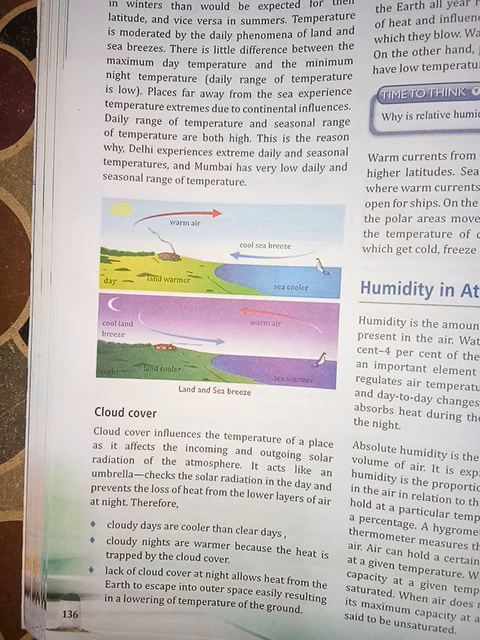 in winters than would be expected for their
latitude, and vice versa in summers. Temperature
is moderated by the daily phenomena of land and
sea breezes. There is little difference between the
maximum day temperature and the minimum
night temperature (daily range of temperature
is low). Places far away from the sea experience
temperature extremes due to continental influences.
Daily range of temperature and seasonal range
of temperature are both high. This is the reason
why, Delhi experiences extreme daily and seasonal
temperatures, and Mumbai has very low daily and
seasonal range of temperature.
warm air
cool sea breeze
day
land warmer
sea cooler
cool land
breeze
warm air
night
land cooler
sea warmer
Land and Sea breeze
Cloud cover
Cloud cover influences the temperature of a place
as it affects the incoming and outgoing solar
radiation of the atmosphere. It acts like an
umbrella—checks the solar radiation in the day and
prevents the loss of heat from the lower layers of air
at night. Therefore,
♦ cloudy days are cooler than clear days,
♦ cloudy nights are warmer because the heat is
trapped by the cloud cover.
♦ lack of cloud cover at night allows heat from the
Earth to escape into outer space easily resulting
in a lowering of temperature of the ground.
136
the Earth all year
of heat and
which they blow.
On the other hand,
have low
TIME TO THINK
Why is relative
Warm currents from
higher latitudes.
where warm currents
open for ships. On the
the polar areas move
the temperature of
which get cold, freeze
Humidity in
Humidity is the
present in the air.
cent–4 per cent of the
an important element
regulates air
and day-to-day changes
absorbs heat during the
the night.
Absolute humidity is the
volume of air. It is
humidity is the
in the air in relation to the
hold at a particular
a percentage. A
thermometer measures
air. Air can hold a certain
at a given temperature.
capacity at a given
saturated. When air does
its maximum capacity at a
said to be unsaturated.